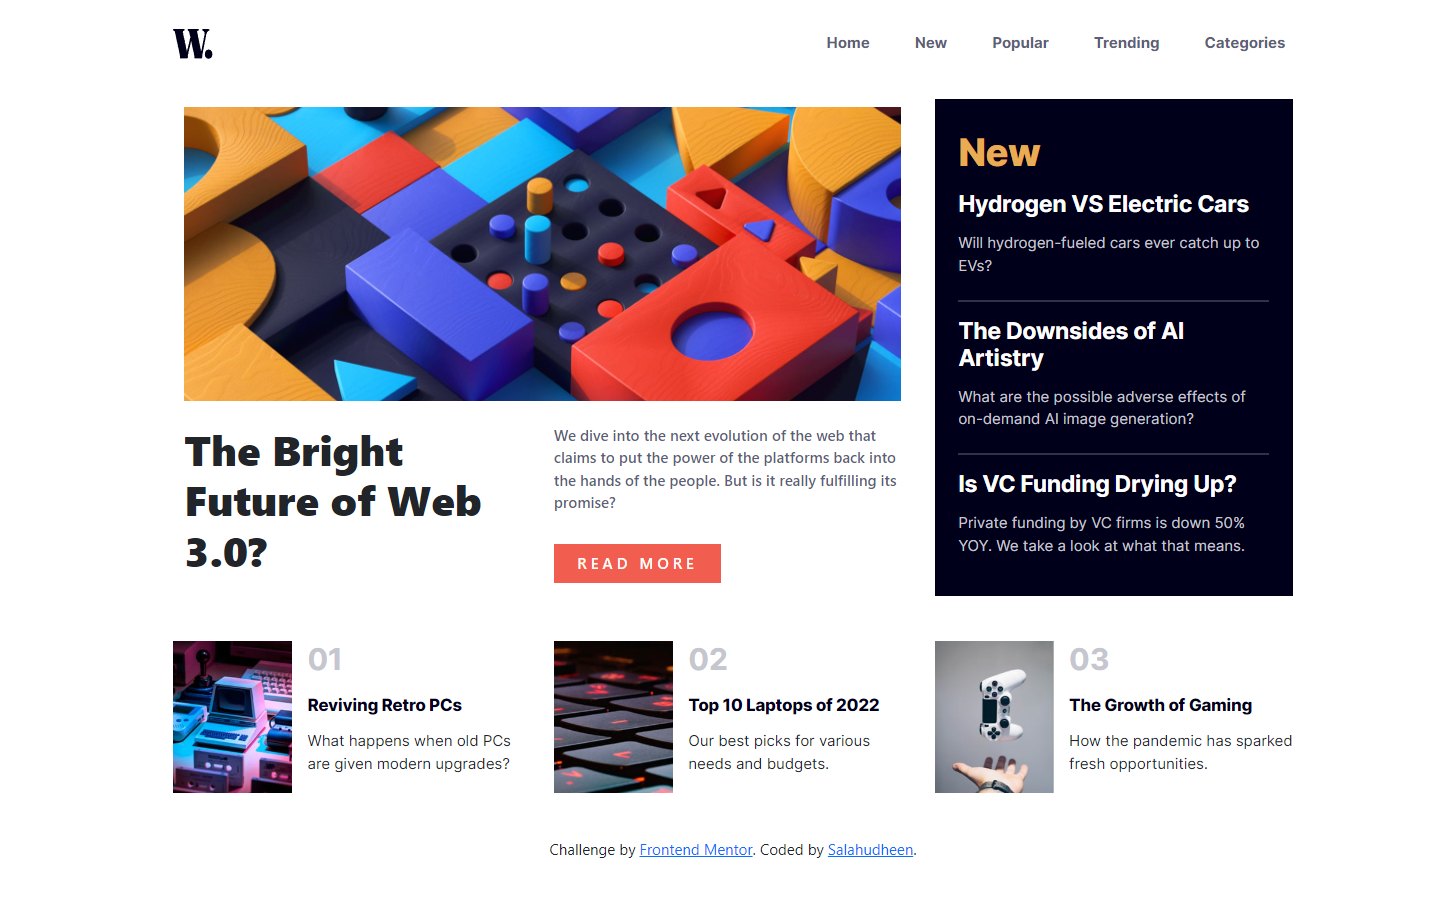 W.
Home New Popular Trending Categories
The Bright
Future of Web
3.0?
We dive into the next evolution of the web that
claims to put the power of the platforms back into
the hands of the people. But is it really fulfilling its
promise?
READ MORE
New
Hydrogen VS Electric Cars
Will hydrogen-fueled cars ever catch up to
EVs?
The Downsides of AI
Artistry
What are the possible adverse effects of
on-demand AI image generation?
Is VC Funding Drying Up?
Private funding by VC firms is down 50%
YOY. We take a look at what that means.
01
Reviving Retro PCs
What happens when old PCs
are given modern upgrades?
02
Top 10 Laptops of 2022
Our best picks for various
needs and budgets.
03
The Growth of Gaming
How the pandemic has sparked
fresh opportunities.
Challenge by Frontend Mentor. Coded by Salahudheen.